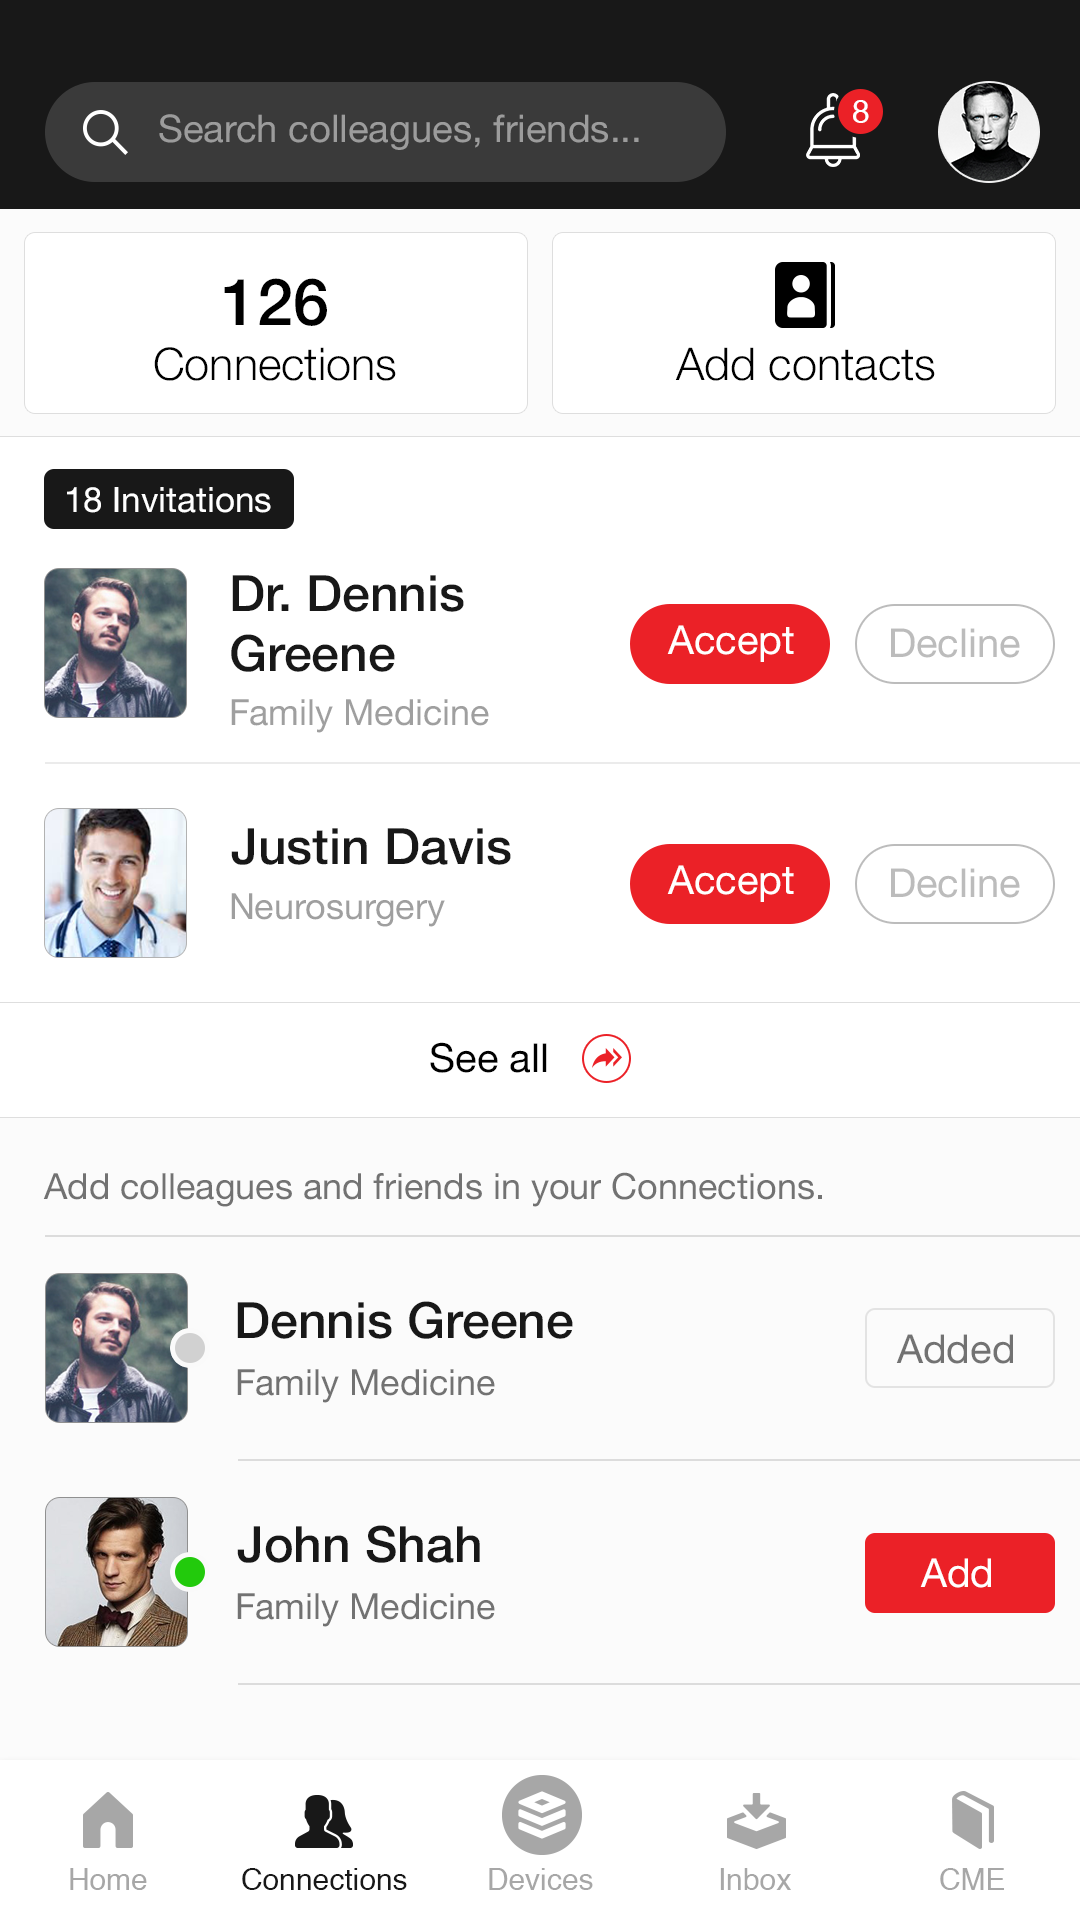 Search colleagues, friends...
8
126
Connections
Add contacts
18 Invitations
Dr. Dennis
Greene
Family Medicine
Accept
Decline
Justin Davis
Neurosurgery
Accept
Decline
See all
Add colleagues and friends in your Connections.
Dennis Greene
Family Medicine
Added
John Shah
Family Medicine
Add
Home
Connections
Devices
Inbox
CME